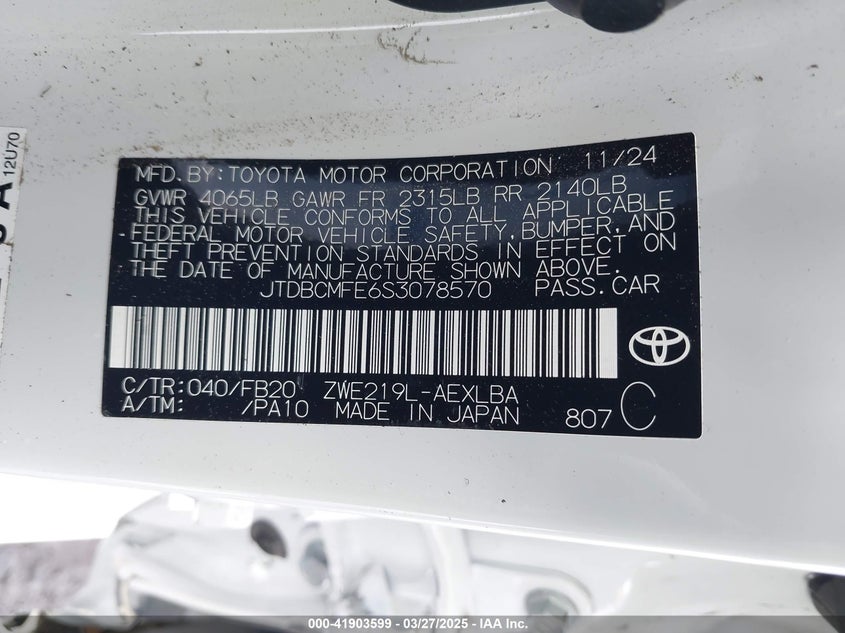 12U70
MFD. BY: TOYOTA MOTOR CORPORATION 11/24
GVWR 4065LB GAWR FR 2315LB RR 2140LB
THIS VEHICLE CONFORMS TO ALL APPLICABLE
FEDERAL MOTOR VEHICLE SAFETY, BUMPER, AND
THEFT PREVENTION STANDARDS IN EFFECT ON
THE DATE OF MANUFACTURE SHOWN ABOVE.
JTDBCMFE6S3078570 PASS. CAR
C/TR: 040/FB20 ZWE219L-AEXLBA
A/TM: /PA10 MADE IN JAPAN 807 C
000-41903599 | 03/27/2025 | IAA Inc.